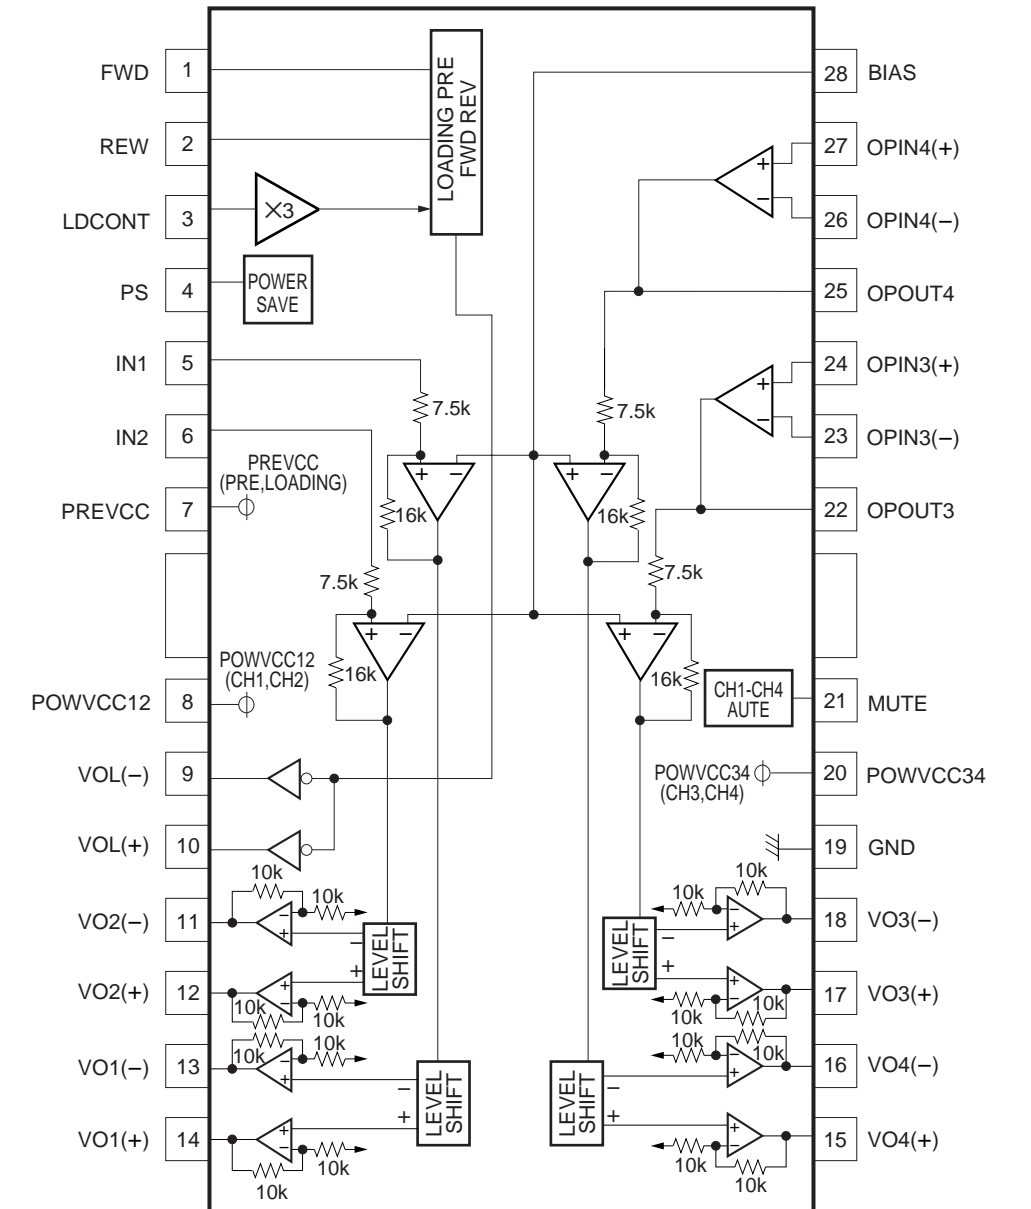 FWD 1
REW 2
LDCONT 3
PS 4
IN1 5
IN2 6
PREVCC 7
POWVCC12 8
VOL(−) 9
VOL(+) 10
VO2(−) 11
VO2(+) 12
VO1(−) 13
VO1(+) 14
LOADING PRE
FWD REV
×3
POWER
SAVE
PREVCC
(PRE,LOADING)
POWVCC12
(CH1,CH2)
7.5k
+ −
16k
7.5k
+ −
16k
7.5k
+ −
16k
7.5k
+ −
16k
10k
10k
−
+
−
+
LEVEL
SHIFT
+
−
10k
10k
10k
10k
−
+
−
+
LEVEL
SHIFT
+
−
10k
10k
10k
10k
−
+
−
+
LEVEL
SHIFT
+
−
10k
10k
10k
10k
−
+
−
+
LEVEL
SHIFT
+
−
10k
10k
+
−
+
−
CH1-CH4
AUTE
POWVCC34
(CH3,CH4)
28 BIAS
27 OPIN4(+)
26 OPIN4(−)
25 OPOUT4
24 OPIN3(+)
23 OPIN3(−)
22 OPOUT3
21 MUTE
20 POWVCC34
19 GND
18 VO3(−)
17 VO3(+)
16 VO4(−)
15 VO4(+)